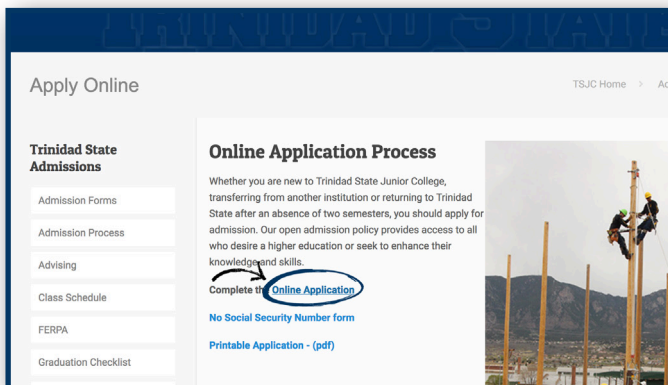 TRINIDAD STATE
Apply Online
TSJC Home >
Trinidad State
Admissions
Admission Forms
Admission Process
Advising
Class Schedule
FERPA
Graduation Checklist
Online Application Process
Whether you are new to Trinidad State Junior College,
transferring from another institution or returning to Trinidad
State after an absence of two semesters, you should apply for
admission. Our open admission policy provides access to all
who desire a higher education or seek to enhance their
knowledge and skills.
Complete the Online Application
No Social Security Number form
Printable Application - (pdf)